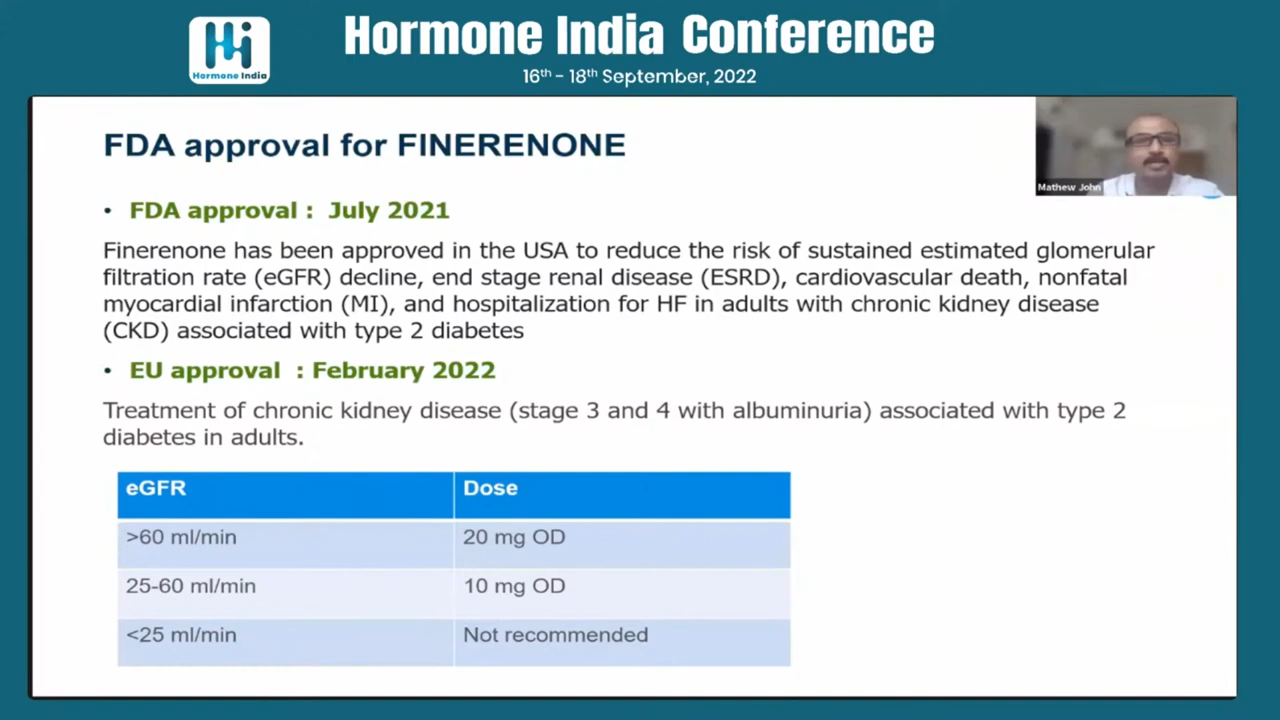 Hormone India
Hormone India Conference
16th - 18th September, 2022
FDA approval for FINERENONE
Mathew John
• FDA approval : July 2021
Finerenone has been approved in the USA to reduce the risk of sustained estimated glomerular
filtration rate (eGFR) decline, end stage renal disease (ESRD), cardiovascular death, nonfatal
myocardial infarction (MI), and hospitalization for HF in adults with chronic kidney disease
(CKD) associated with type 2 diabetes
• EU approval : February 2022
Treatment of chronic kidney disease (stage 3 and 4 with albuminuria) associated with type 2
diabetes in adults.
eGFR Dose
>60 ml/min 20 mg OD
25-60 ml/min 10 mg OD
<25 ml/min Not recommended